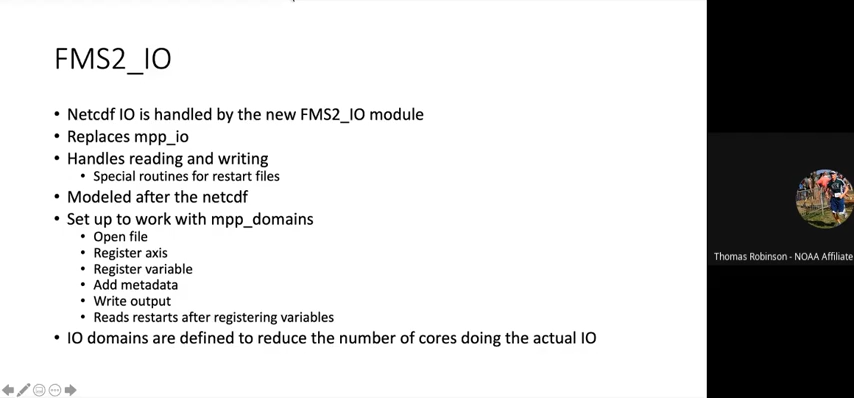 FMS2_IO
• Netcdf IO is handled by the new FMS2_IO module
• Replaces mpp_io
• Handles reading and writing
• Special routines for restart files
• Modeled after the netcdf
• Set up to work with mpp_domains
• Open file
• Register axis
• Register variable
• Add metadata
• Write output
• Reads restarts after registering variables
• IO domains are defined to reduce the number of cores doing the actual IO
Thomas Robinson - NOAA Affiliate